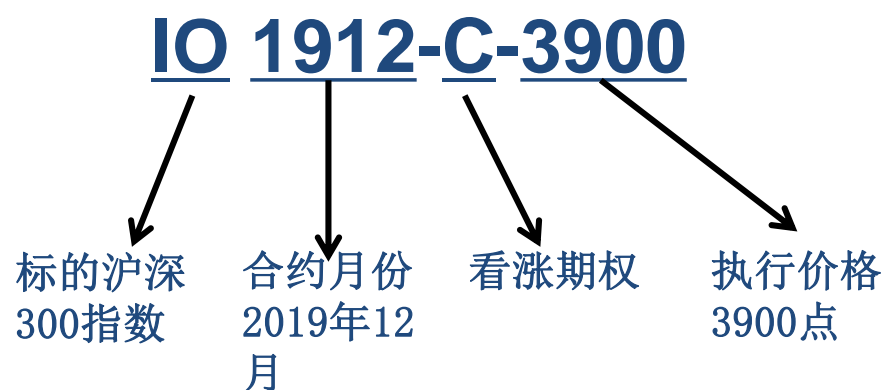 IO 1912-C-3900
标的沪深
300指数
合约月份
2019年12
月
看涨期权
执行价格
3900点